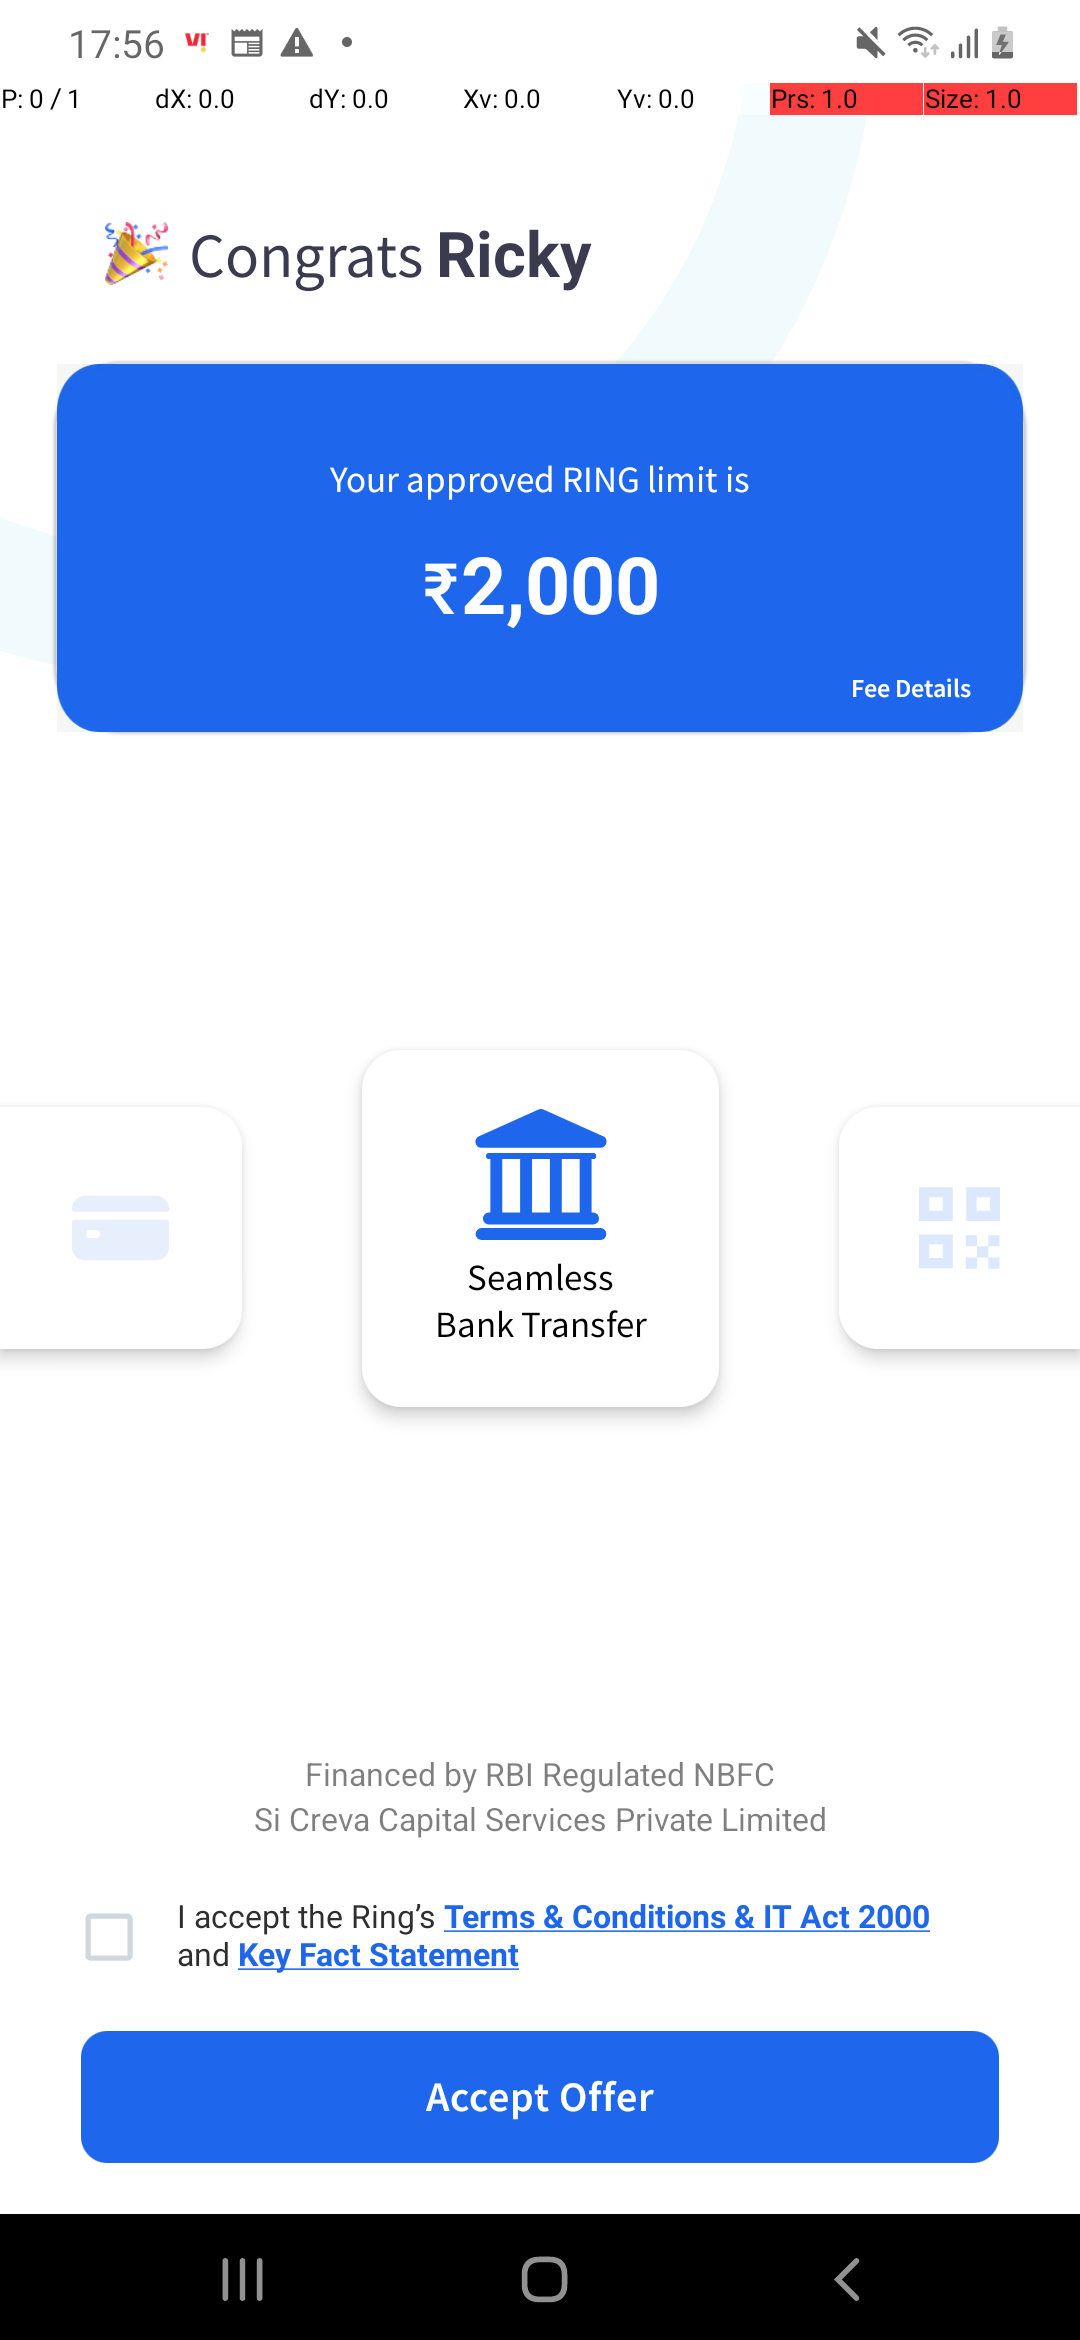 17:56 VI!
P: 0 / 1 dX: 0.0 dY: 0.0 Xv: 0.0 Yv: 0.0 Prs: 1.0 Size: 1.0
Congrats Ricky
Your approved RING limit is
₹2,000
Fee Details
Seamless
Bank Transfer
Financed by RBI Regulated NBFC
Si Creva Capital Services Private Limited
I accept the Ring’s Terms & Conditions & IT Act 2000
and Key Fact Statement
Accept Offer